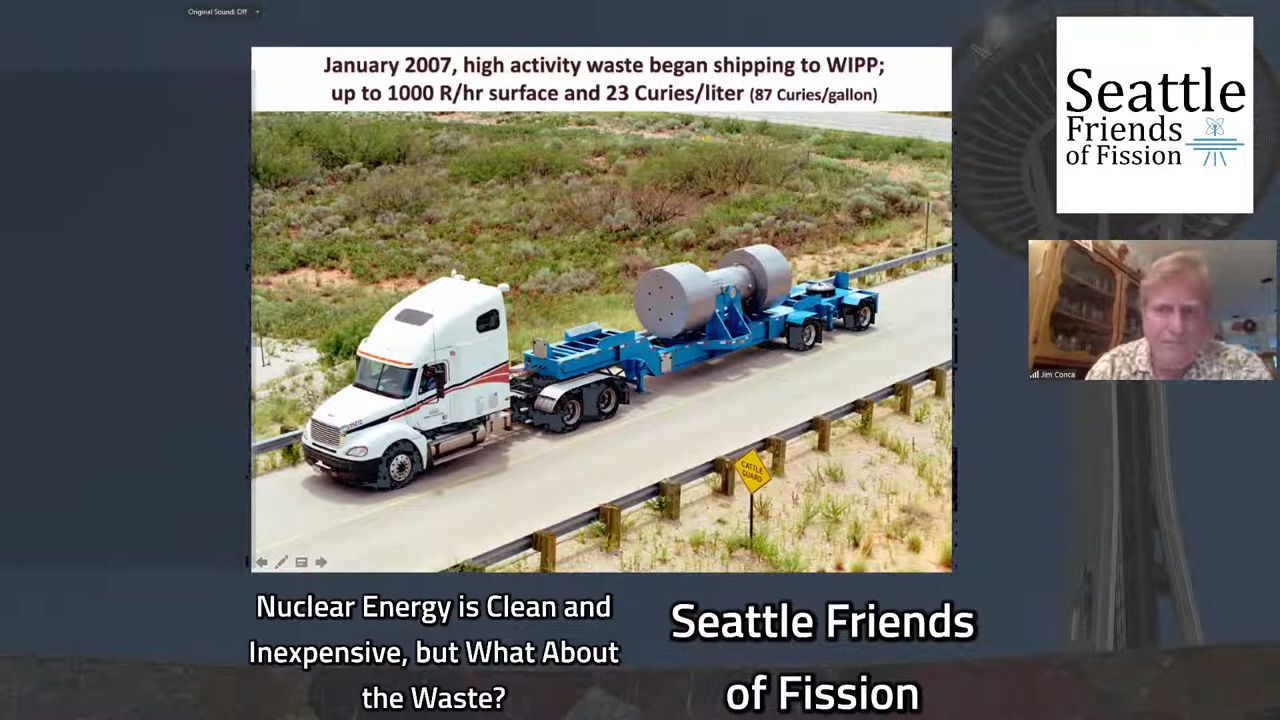 Original Sound: Off
January 2007, high activity waste began shipping to WIPP;
up to 1000 R/hr surface and 23 Curies/liter (87 Curies/gallon)
CATTLE
GUARD
Seattle
Friends
of Fission
Jim Conca
Nuclear Energy is Clean and
Inexpensive, but What About
the Waste?
Seattle Friends
of Fission